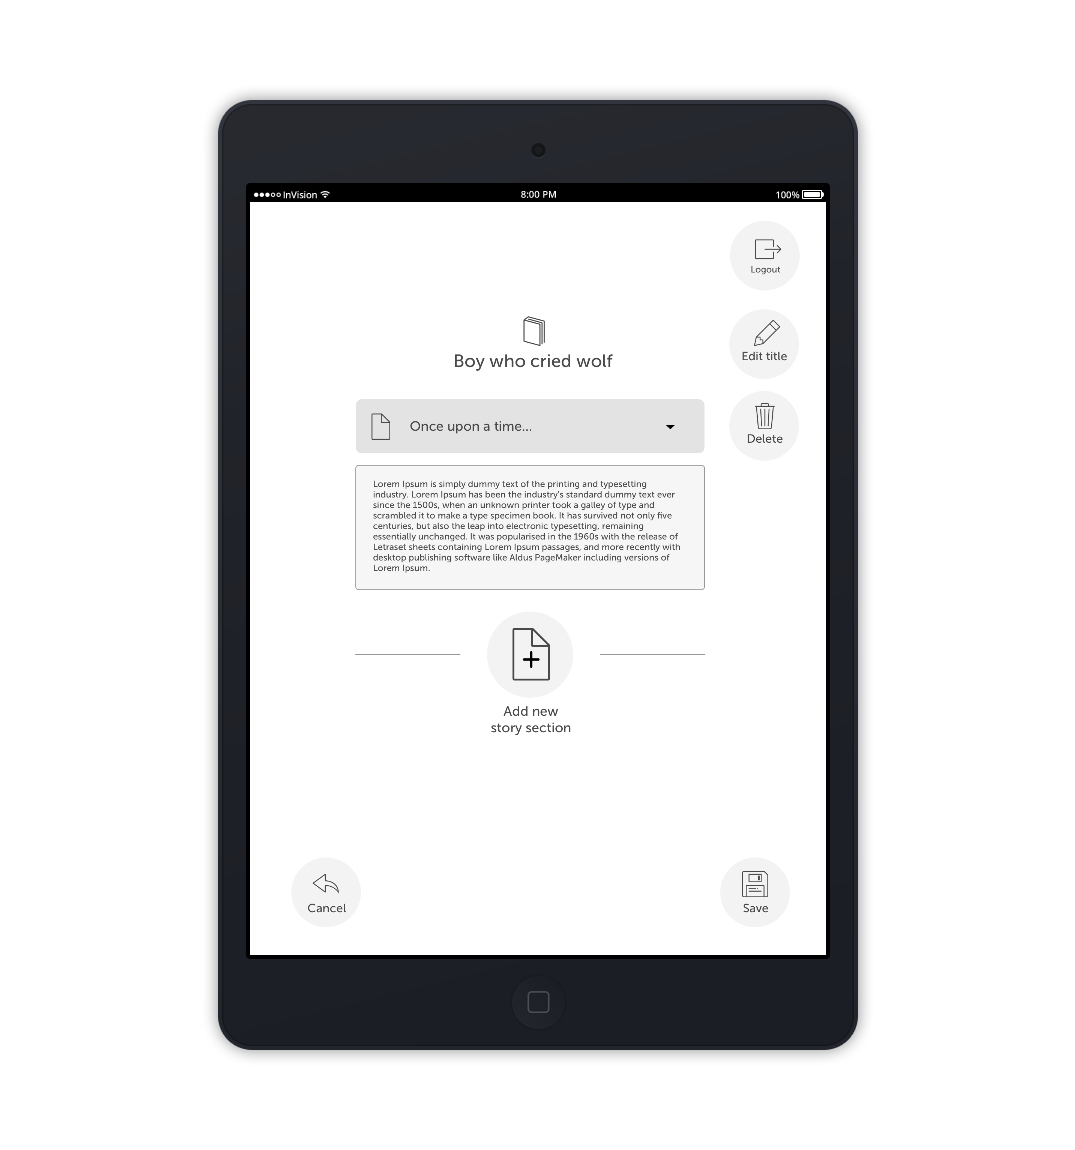 InVision
8:00 PM
100%
Logout
Edit title
Boy who cried wolf
Once upon a time...
Delete
Lorem Ipsum is simply dummy text of the printing and typesetting
industry. Lorem Ipsum has been the industry's standard dummy text ever
since the 1500s, when an unknown printer took a galley of type and
scrambled it to make a type specimen book. It has survived not only five
centuries, but also the leap into electronic typesetting, remaining
essentially unchanged. It was popularised in the 1960s with the release of
Letraset sheets containing Lorem Ipsum passages, and more recently with
desktop publishing software like Aldus PageMaker including versions of
Lorem Ipsum.
Add new
story section
Cancel
Save